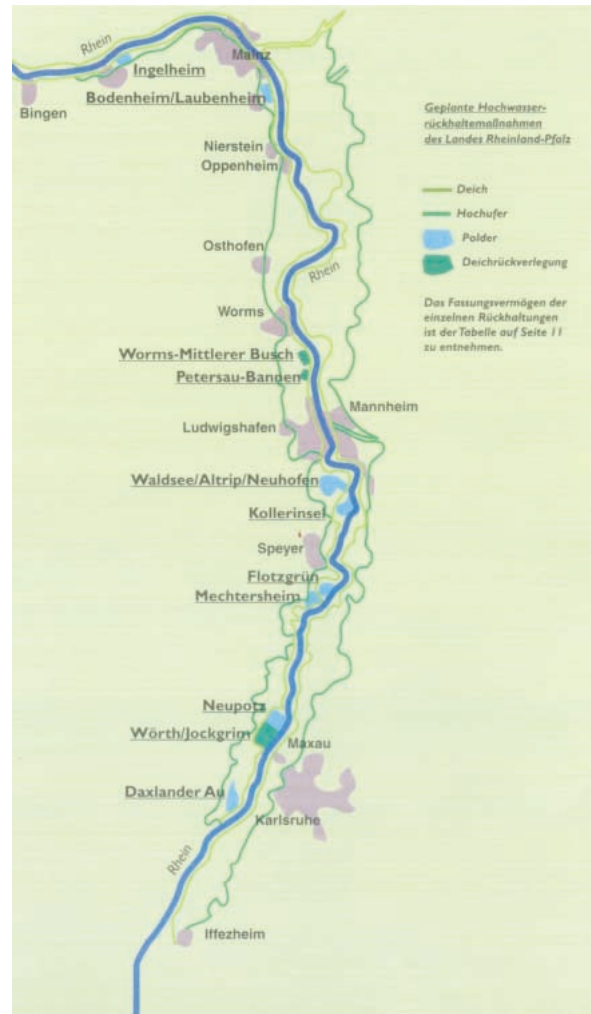 Rhein
Mainz
Ingelheim
Bingen
Bodenheim/Laubenheim
Geplante Hochwasser-
rückhaltemaßnahmen
des Landes Rheinland-Pfalz
Nierstein
Oppenheim
Deich
Hochufer
Polder
Deichrückverlegung
Osthofen
Rhein
Das Fassungsvermögen der
einzelnen Rückhaltungen
ist der Tabelle auf Seite 11
zu entnehmen.
Worms
Worms-Mittlerer Busch
Petersau-Bannen
Mannheim
Ludwigshafen
Waldsee/Altrip/Neuhofen
Kollerinsel
Speyer
Flotzgrün
Mechtersheim
Neupotz
Wörth/Jockgrim
Maxau
Daxlander Au
Karlsruhe
Rhein
Iffezheim